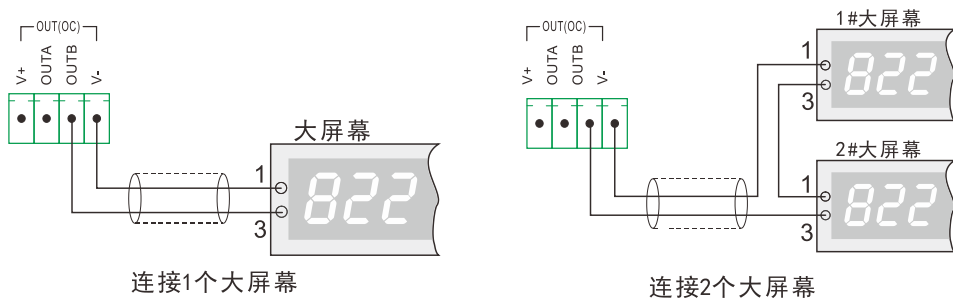 OUT(OC)
V+
OUTA
OUTB
V-
大屏幕
1
3
822
连接1个大屏幕
OUT(OC)
V+
OUTA
OUTB
V-
1#大屏幕
1
3
822
2#大屏幕
1
3
822
连接2个大屏幕